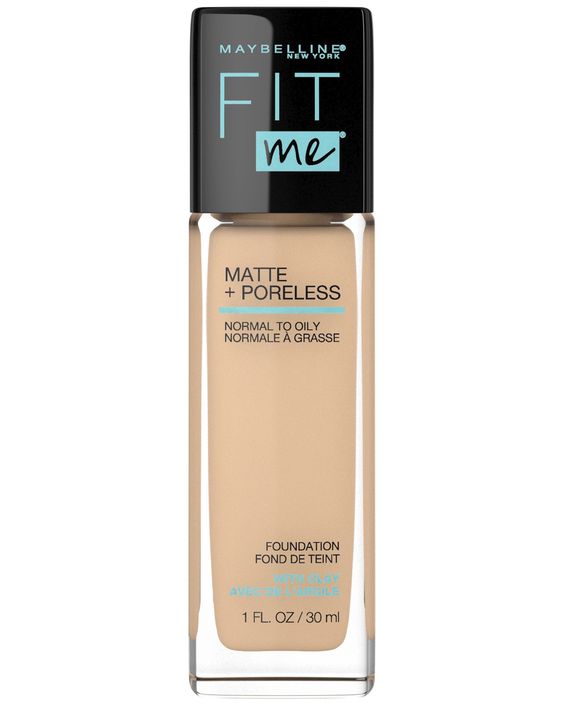 MAYBELLINE®
NEW YORK
FIT
me®
MATTE
+ PORELESS
NORMAL TO OILY
NORMALE À GRASSE
FOUNDATION
FOND DE TEINT
WITH CLAY
AVEC DE L'ARGILE
1 FL. OZ / 30 ml